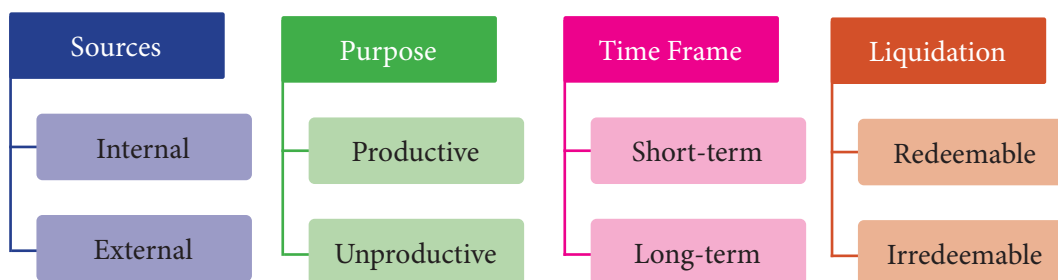 Sources
Internal
External
Purpose
Productive
Unproductive
Time Frame
Short-term
Long-term
Liquidation
Redeemable
Irredeemable